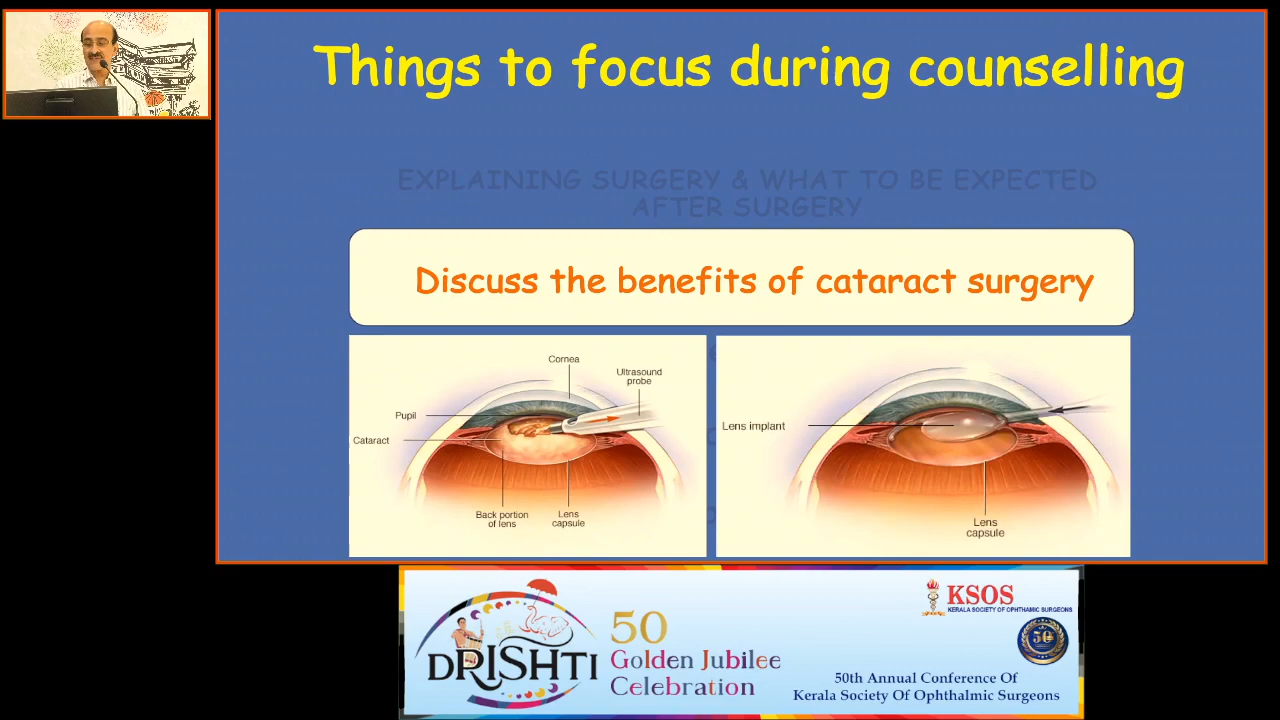 Things to focus during counselling
EXPLAINING SURGERY & WHAT TO BE EXPECTED
AFTER SURGERY
Discuss the benefits of cataract surgery
Cornea
Ultrasound
probe
Pupil
Cataract
Back portion
of lens
Lens
capsule
Lens implant
Lens
capsule
DRISHTI
50
Golden Jubilee
Celebration
KSOS
KERALA SOCIETY OF OPHTHAMIC SURGEONS
50
50th Annual Conference Of
Kerala Society Of Ophthalmic Surgeons